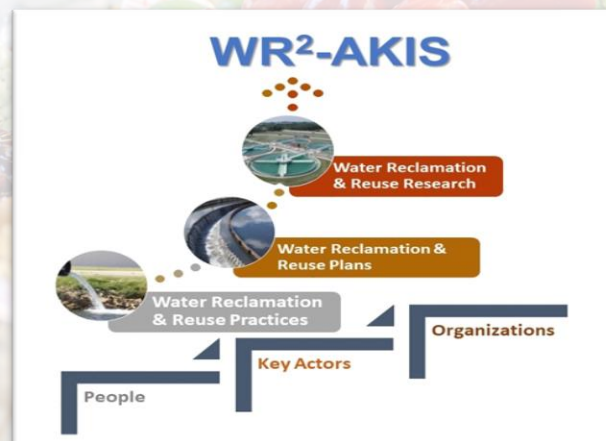 WR²-AKIS
Water Reclamation
& Reuse Research
Water Reclamation &
Reuse Plans
Water Reclamation
& Reuse Practices
Organizations
Key Actors
People